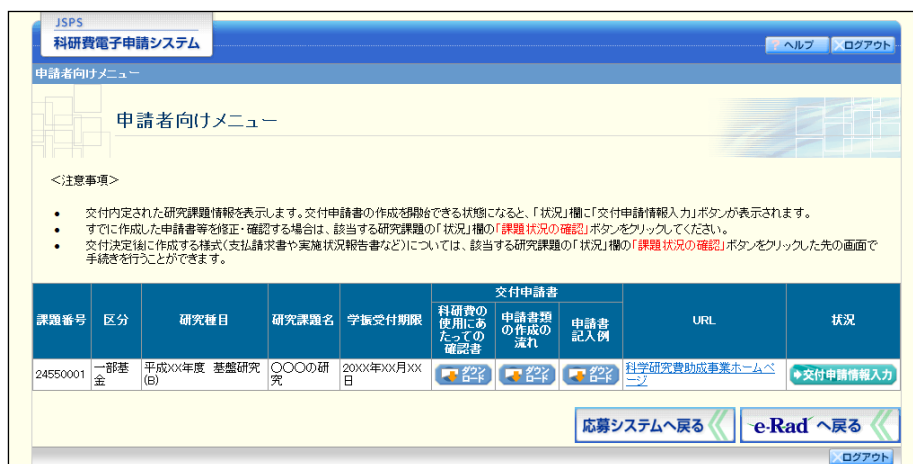 JSPS
科研費電子申請システム
? ヘルプ
ログアウト
申請者向けメニュー
申請者向けメニュー
<注意事項>
• 交付内定された研究課題情報を表示します。交付申請書の作成を開始できる状態になると、「状況」欄に「交付申請情報入力」ボタンが表示されます。
• すでに作成した申請書等を修正・確認する場合は、該当する研究課題の「状況」欄の「課題状況の確認」ボタンをクリックしてください。
• 交付決定後に作成する様式(支払請求書や実施状況報告書など)については、該当する研究課題の「状況」欄の「課題状況の確認」ボタンをクリックした先の画面で
手続きを行うことができます。
交付申請書
課題番号 区分 研究種目 研究課題名 学振受付期限 科研費の使用にあたっての確認書 申請書類の作成の流れ 申請書記入例 URL 状況
24550001 一部基金 平成XX年度 基盤研究(B) 〇〇〇の研究 20XX年XX月XX日 ダウンロード ダウンロード ダウンロード 科学研究費助成事業ホームページ 交付申請情報入力
応募システムへ戻る
e-Rad へ戻る
ログアウト